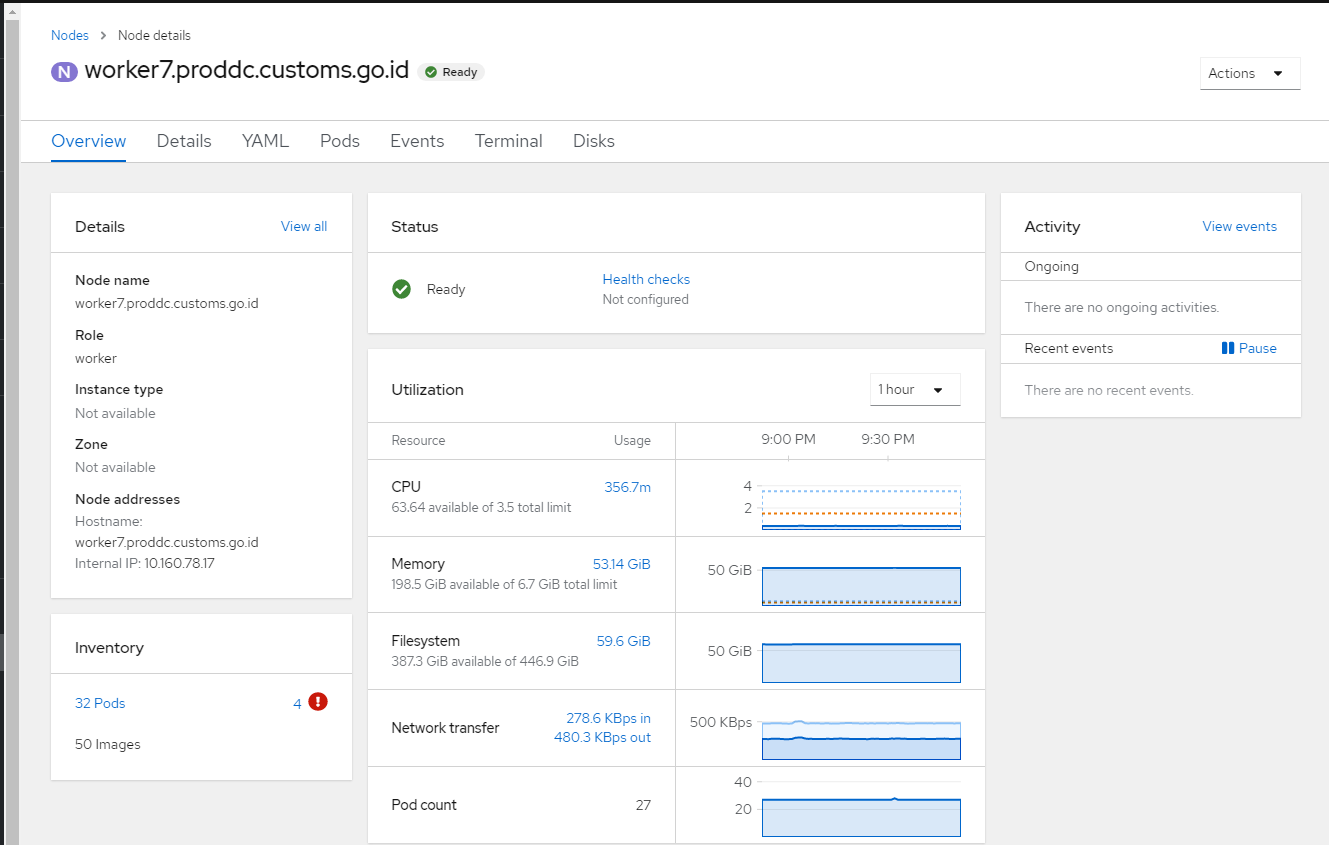 Nodes > Node details
N worker7.proddc.customs.go.id Ready
Actions
Overview Details YAML Pods Events Terminal Disks
Details View all
Node name
worker7.proddc.customs.go.id
Role
worker
Instance type
Not available
Zone
Not available
Node addresses
Hostname:
worker7.proddc.customs.go.id
Internal IP: 10.160.78.17
Inventory
32 Pods 4
50 Images
Status
Ready
Health checks
Not configured
Utilization 1 hour
Resource Usage 9:00 PM 9:30 PM
CPU 356.7m
63.64 available of 3.5 total limit
4
2
Memory 53.14 GiB
198.5 GiB available of 6.7 GiB total limit
50 GiB
Filesystem 59.6 GiB
387.3 GiB available of 446.9 GiB
50 GiB
Network transfer 278.6 KBps in
480.3 KBps out
500 KBps
Pod count 27
40
20
Activity View events
Ongoing
There are no ongoing activities.
Recent events Pause
There are no recent events.